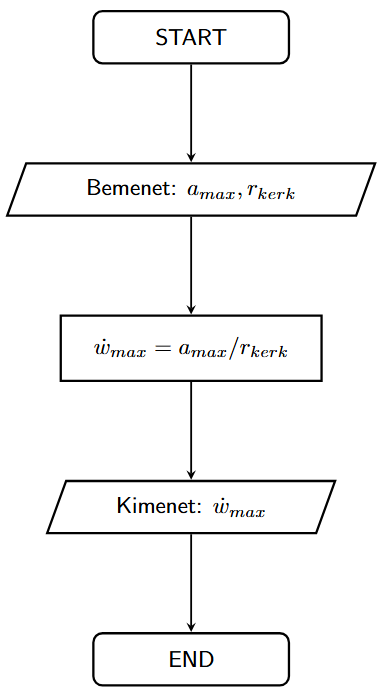 START
Bemenet: a_max, r_kerk
ẇ_max = a_max/r_kerk
Kimenet: ẇ_max
END